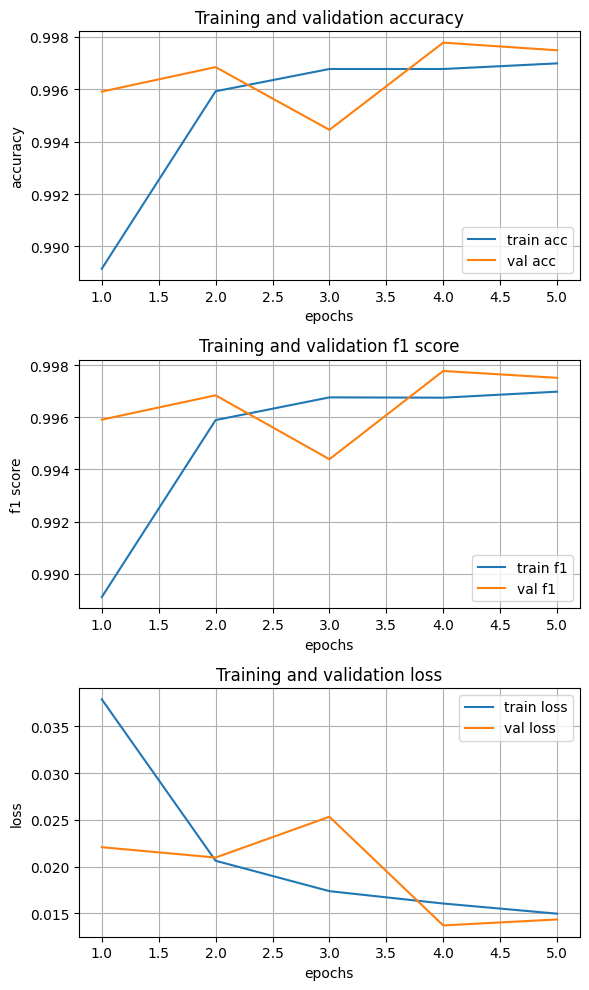 Training and validation accuracy
0.998
0.996
0.994
0.992
0.990
accuracy
train acc
val acc
1.0 1.5 2.0 2.5 3.0 3.5 4.0 4.5 5.0
epochs
Training and validation f1 score
0.998
0.996
0.994
0.992
0.990
f1 score
train f1
val f1
1.0 1.5 2.0 2.5 3.0 3.5 4.0 4.5 5.0
epochs
Training and validation loss
train loss
val loss
0.035
0.030
0.025
0.020
0.015
loss
1.0 1.5 2.0 2.5 3.0 3.5 4.0 4.5 5.0
epochs